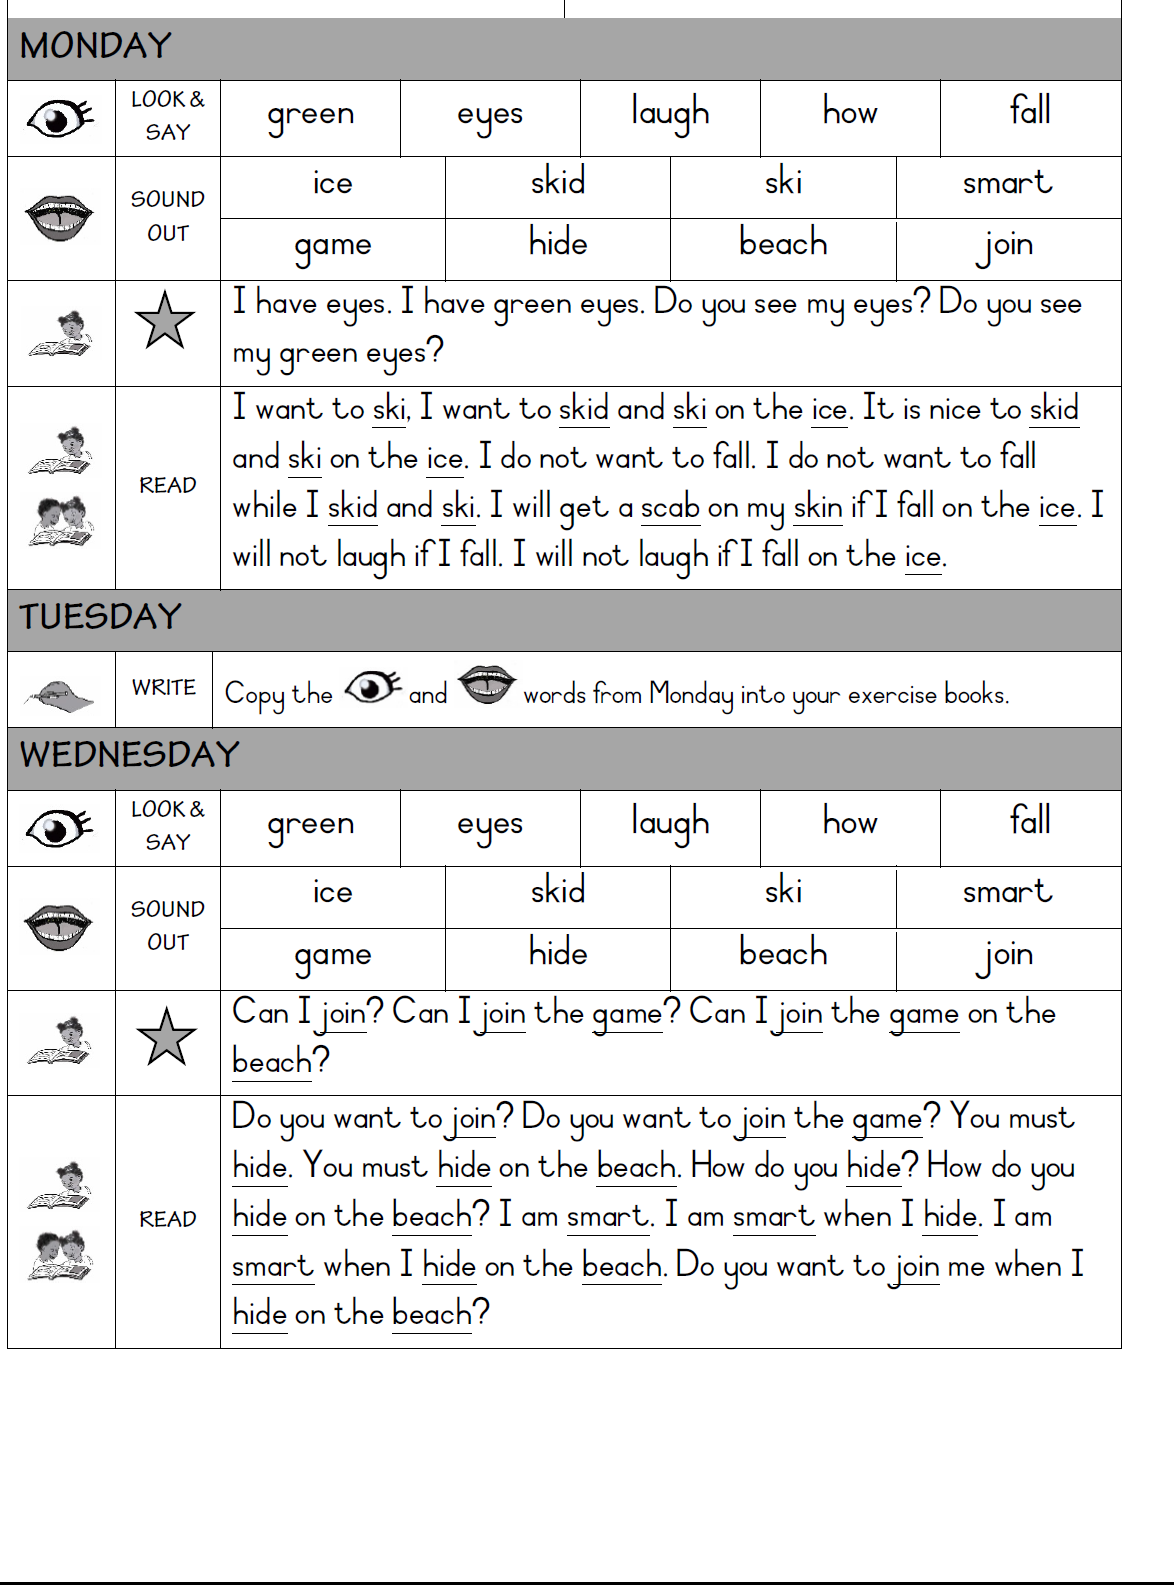 MONDAY
LOOK &
SAY
green eyes laugh how fall
SOUND
OUT
ice skid ski smart
game hide beach join
I have eyes. I have green eyes. Do you see my eyes? Do you see
my green eyes?
READ
I want to ski, I want to skid and ski on the ice. It is nice to skid
and ski on the ice. I do not want to fall. I do not want to fall
while I skid and ski. I will get a scab on my skin if I fall on the ice. I
will not laugh if I fall. I will not laugh if I fall on the ice.
TUESDAY
WRITE
Copy the and words from Monday into your exercise books.
WEDNESDAY
LOOK &
SAY
green eyes laugh how fall
SOUND
OUT
ice skid ski smart
game hide beach join
Can I join? Can I join the game? Can I join the game on the
beach?
READ
Do you want to join? Do you want to join the game? You must
hide. You must hide on the beach. How do you hide? How do you
hide on the beach? I am smart. I am smart when I hide. I am
smart when I hide on the beach. Do you want to join me when I
hide on the beach?